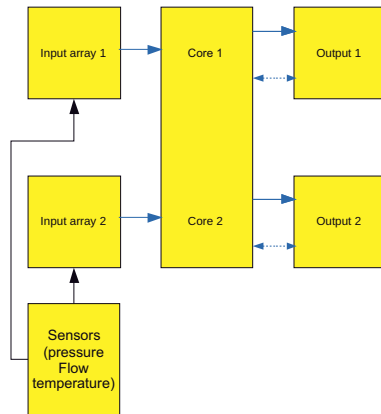 Input array 1
Core 1
Output 1
Input array 2
Core 2
Output 2
Sensors
(pressure
Flow
temperature)